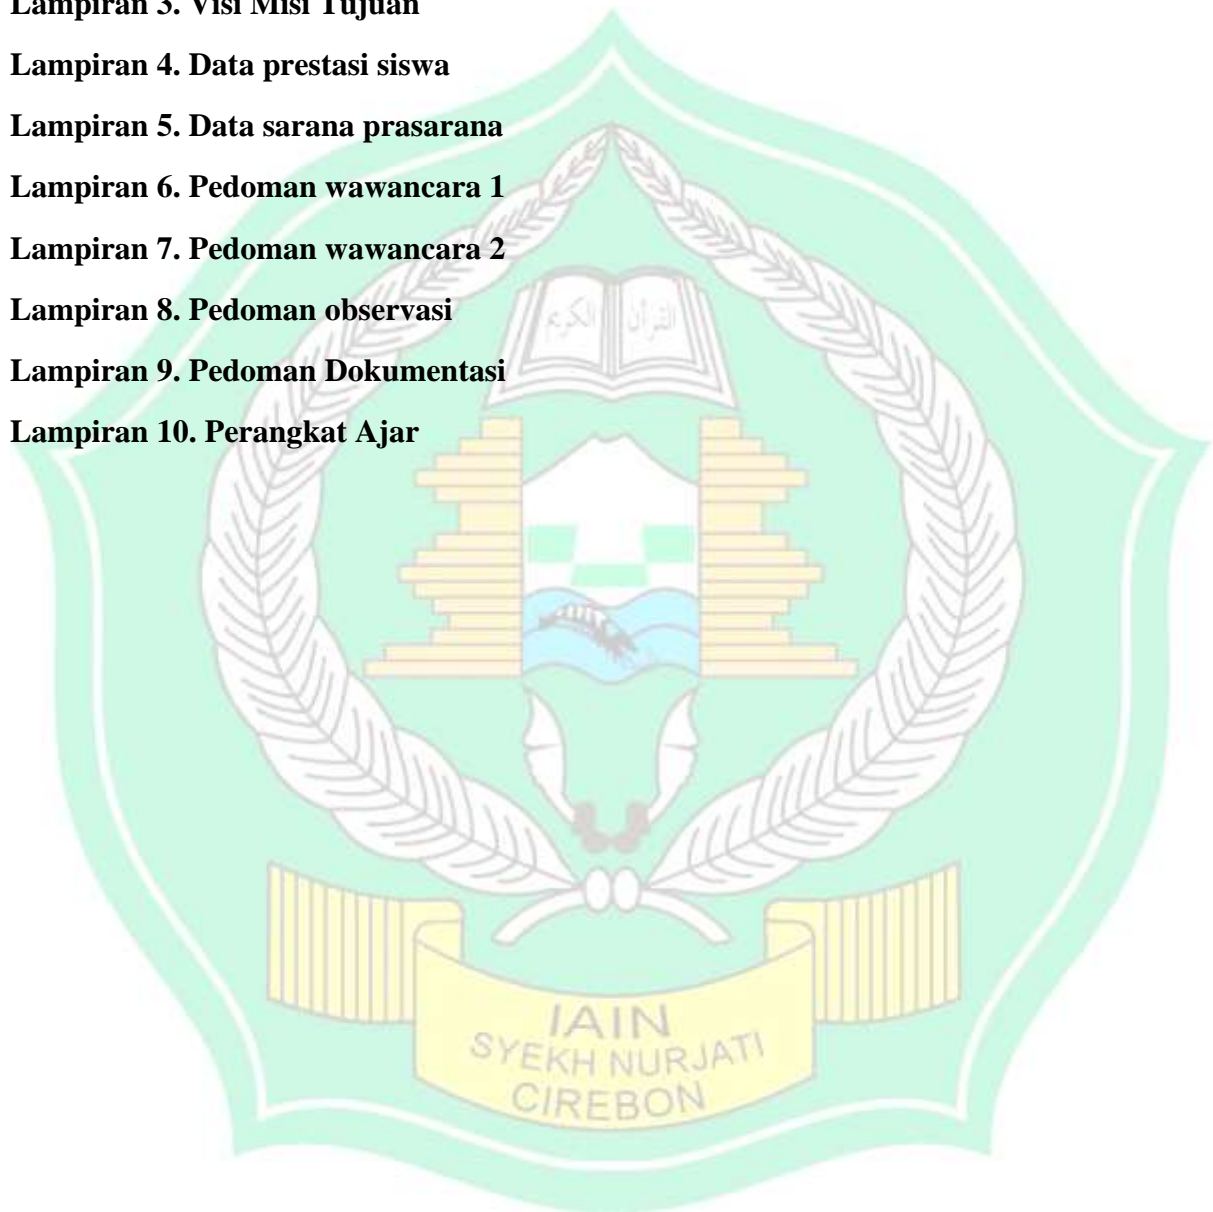 Lampiran 3. Visi Misi Tujuan
Lampiran 4. Data prestasi siswa
Lampiran 5. Data sarana prasarana
Lampiran 6. Pedoman wawancara 1
Lampiran 7. Pedoman wawancara 2
Lampiran 8. Pedoman observasi
Lampiran 9. Pedoman Dokumentasi
Lampiran 10. Perangkat Ajar
القرآن الكريم
IAIN
SYEKH NURJATI
CIREBON